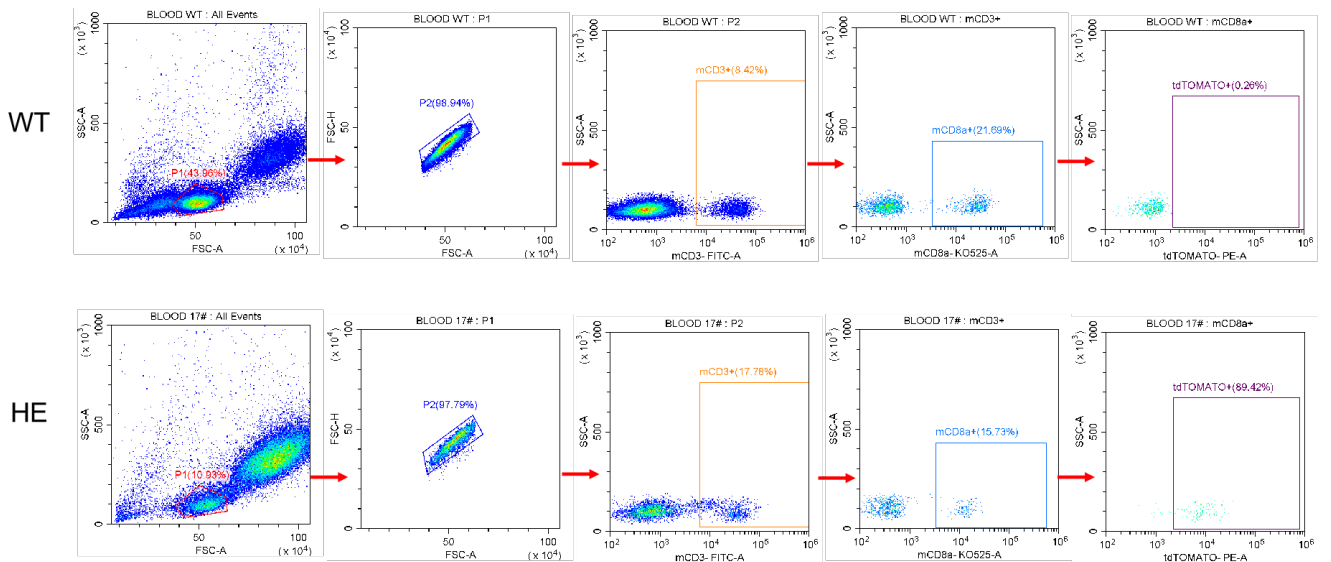 WT
BLOOD WT : All Events
(x 10³)
SSC-A
1000
500
0
P1(43.96%)
50
100
FSC-A
(x 10⁴)
BLOOD WT : P1
(x 10⁴)
FSC-H
100
50
0
P2(98.94%)
50
100
FSC-A
(x 10⁴)
BLOOD WT : P2
(x 10³)
SSC-A
1000
500
0
mCD3+(8.42%)
10² 10³ 10⁴ 10⁵ 10⁶
mCD3- FITC-A
BLOOD WT : mCD3+
(x 10³)
SSC-A
1000
500
0
mCD8a+(21.69%)
10² 10³ 10⁴ 10⁵ 10⁶
mCD8a- KO525-A
BLOOD WT : mCD8a+
(x 10³)
SSC-A
1000
500
0
tdTOMATO+(0.26%)
10² 10³ 10⁴ 10⁵ 10⁶
tdTOMATO- PE-A
HE
BLOOD 17# : All Events
(x 10³)
SSC-A
1000
500
0
P1(10.93%)
50
100
FSC-A
(x 10⁴)
BLOOD 17# : P1
(x 10⁴)
FSC-H
100
50
0
P2(97.79%)
50
100
FSC-A
(x 10⁴)
BLOOD 17# : P2
(x 10³)
SSC-A
1000
500
0
mCD3+(17.76%)
10² 10³ 10⁴ 10⁵ 10⁶
mCD3- FITC-A
BLOOD 17# : mCD3+
(x 10³)
SSC-A
1000
500
0
mCD8a+(15.73%)
10² 10³ 10⁴ 10⁵ 10⁶
mCD8a- KO525-A
BLOOD 17# : mCD8a+
(x 10³)
SSC-A
1000
500
0
tdTOMATO+(89.42%)
10² 10³ 10⁴ 10⁵ 10⁶
tdTOMATO- PE-A